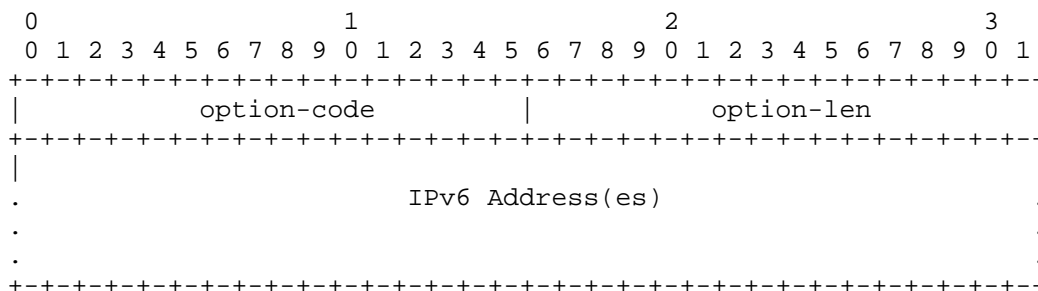 0                   1                   2                   3
0 1 2 3 4 5 6 7 8 9 0 1 2 3 4 5 6 7 8 9 0 1 2 3 4 5 6 7 8 9 0 1
+-+-+-+-+-+-+-+-+-+-+-+-+-+-+-+-+-+-+-+-+-+-+-+-+-+-+-+-+-+-+-+--
|          option-code          |           option-len
+-+-+-+-+-+-+-+-+-+-+-+-+-+-+-+-+-+-+-+-+-+-+-+-+-+-+-+-+-+-+-+--
|
.                        IPv6 Address(es)                       .
.                                                               .
.                                                               .
+-+-+-+-+-+-+-+-+-+-+-+-+-+-+-+-+-+-+-+-+-+-+-+-+-+-+-+-+-+-+-+--